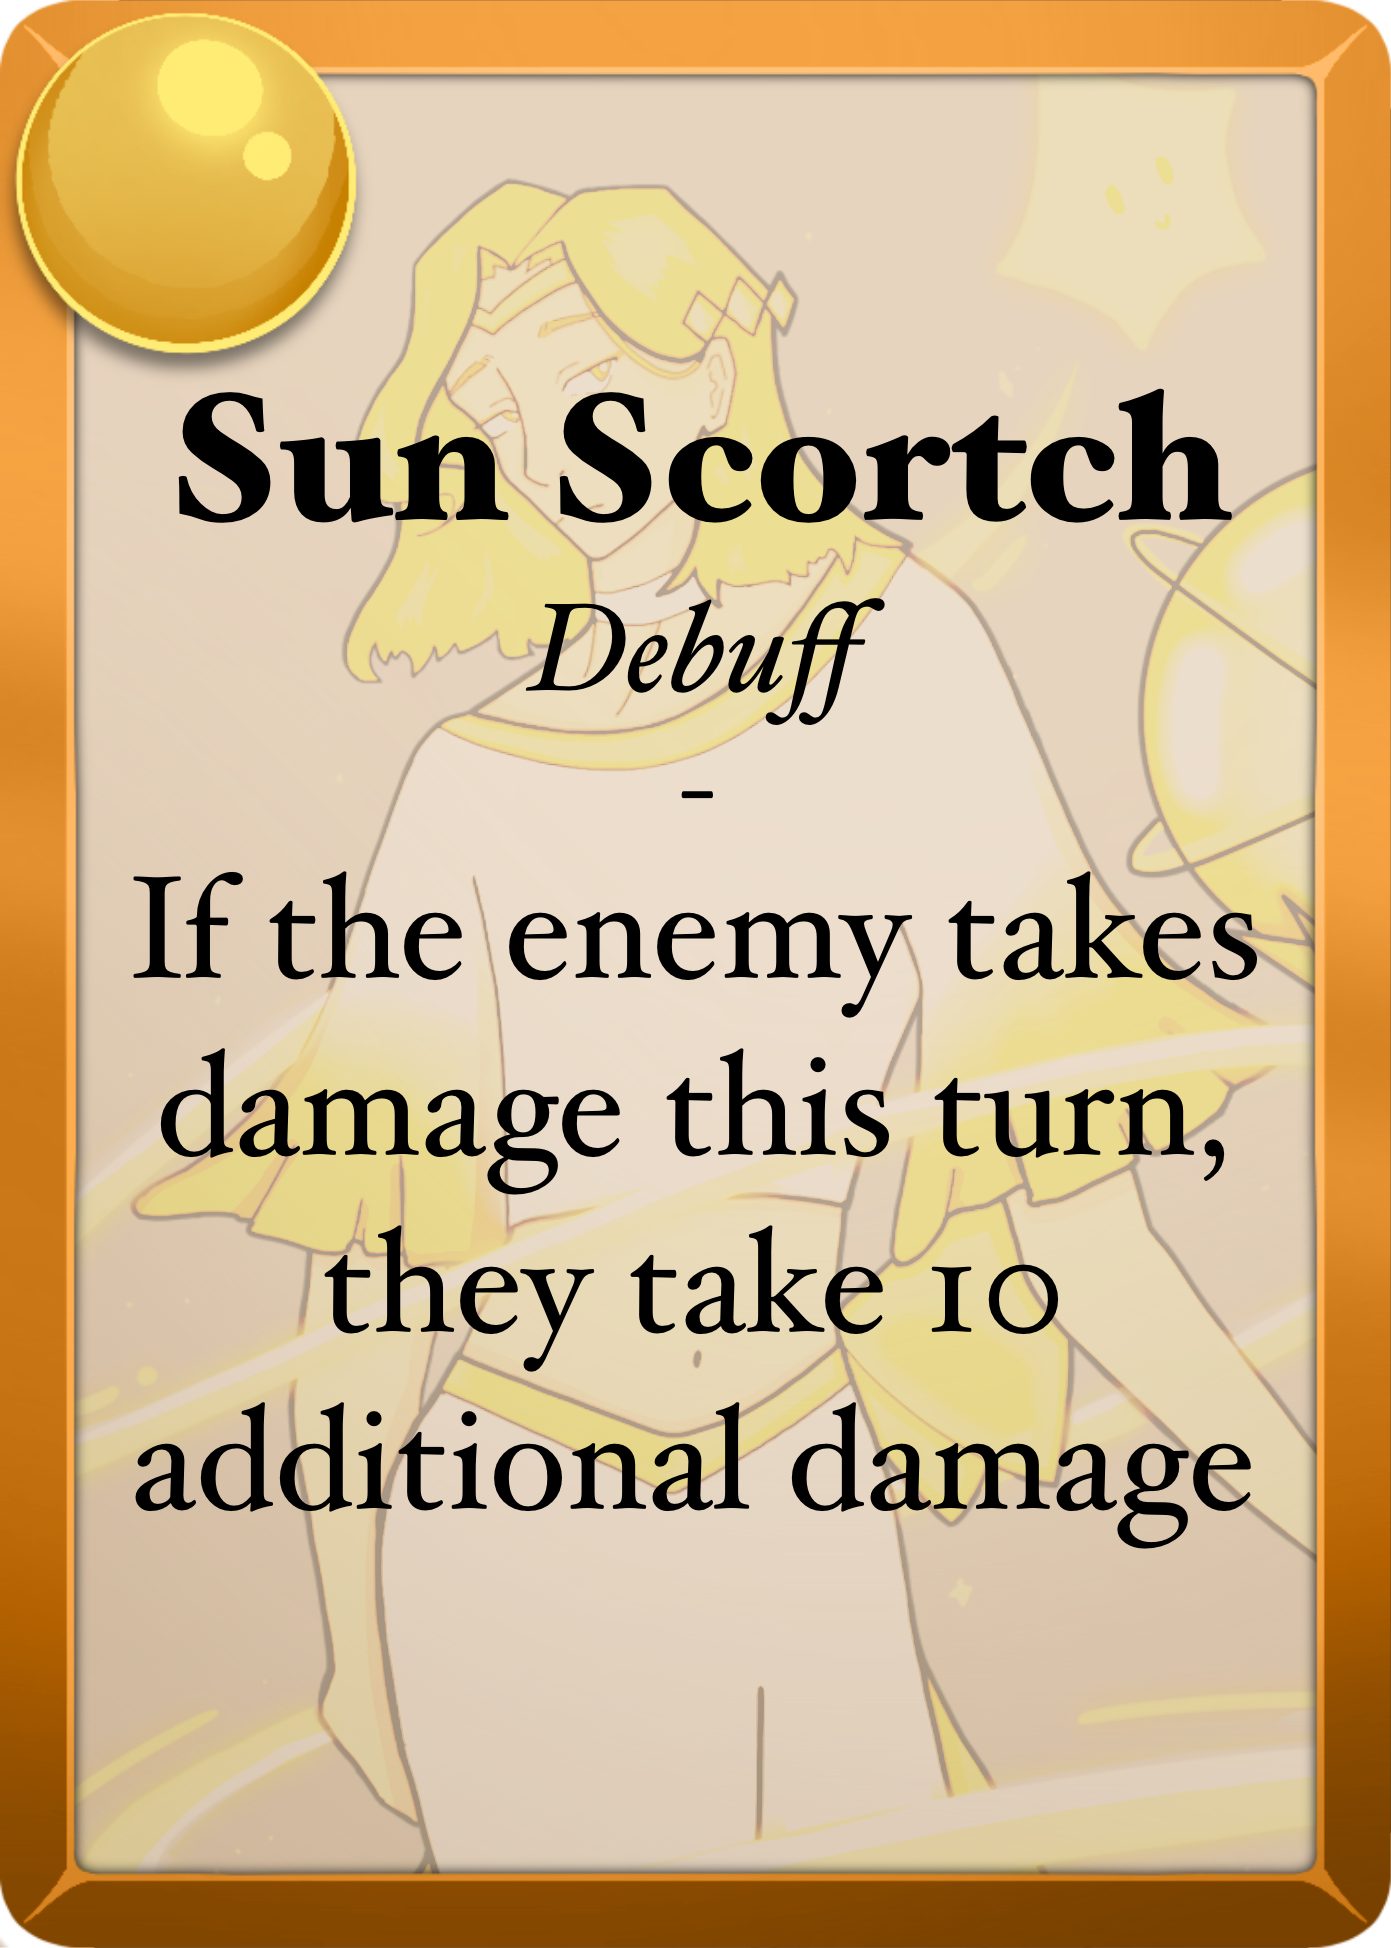 Sun Scortch
Debuff
-
If the enemy takes
damage this turn,
they take 10
additional damage